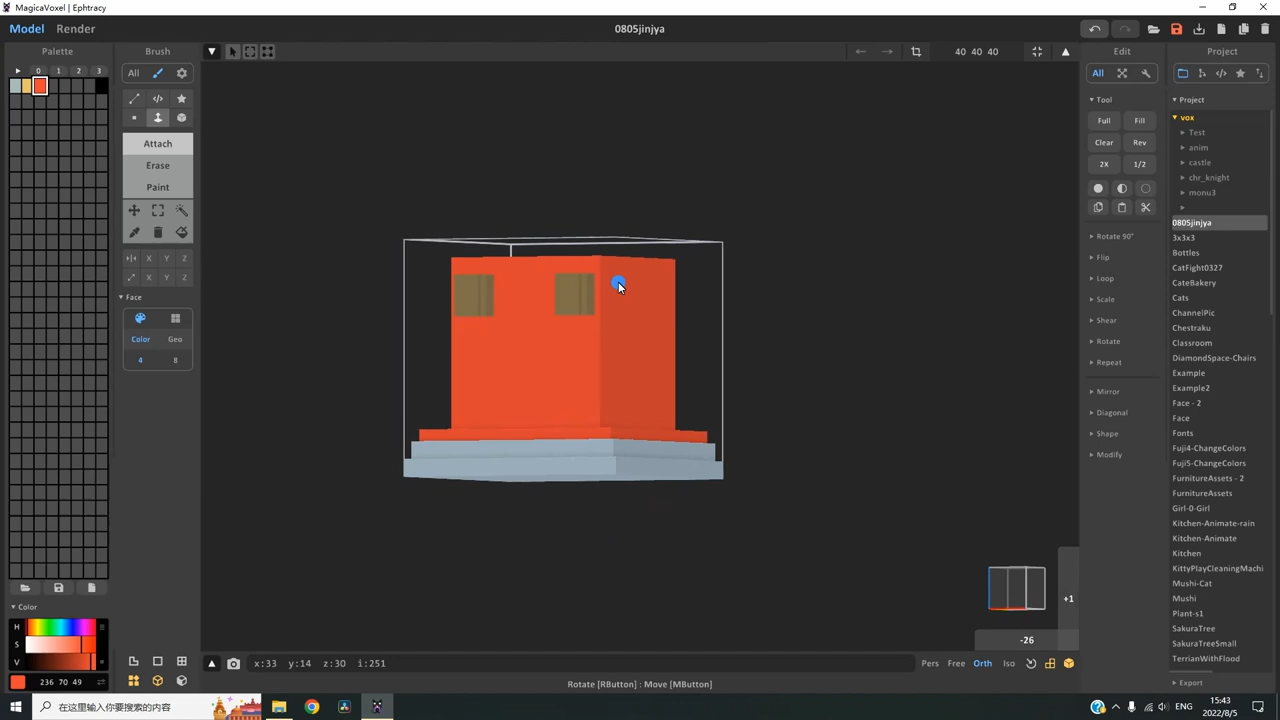 MagicaVoxel | Ephtracy
Model Render
0805jinjya
Palette
0 1 2 3
Color
H
S
V
236 70 49
Brush
All
Attach
Erase
Paint
X Y Z
X Y Z
Face
Color Geo
4 8
40 40 40
+1
-26
x:33 y:14 z:30 i:251
Pers Free Orth Iso
Rotate [RButton] : Move [MButton]
Edit
All
Tool
Full Fill
Clear Rev
2X 1/2
Rotate 90°
Flip
Loop
Scale
Shear
Rotate
Repeat
Mirror
Diagonal
Shape
Modify
Project
Project
vox
Test
anim
castle
chr_knight
monu3
0805jinjya
3x3x3
Bottles
CatFight0327
CateBakery
Cats
ChannelPic
Chestraku
Classroom
DiamondSpace-Chairs
Example
Example2
Face - 2
Face
Fonts
Fuji4-ChangeColors
Fuji5-ChangeColors
FurnitureAssets - 2
FurnitureAssets
Girl-0-Girl
Kitchen-Animate-rain
Kitchen-Animate
Kitchen
KittyPlayCleaningMachi
Mushi-Cat
Mushi
Plant-s1
SakuraTree
SakuraTreeSmall
TerrianWithFlood
Export
在这里输入你要搜索的内容
ENG
15:43
2022/8/5